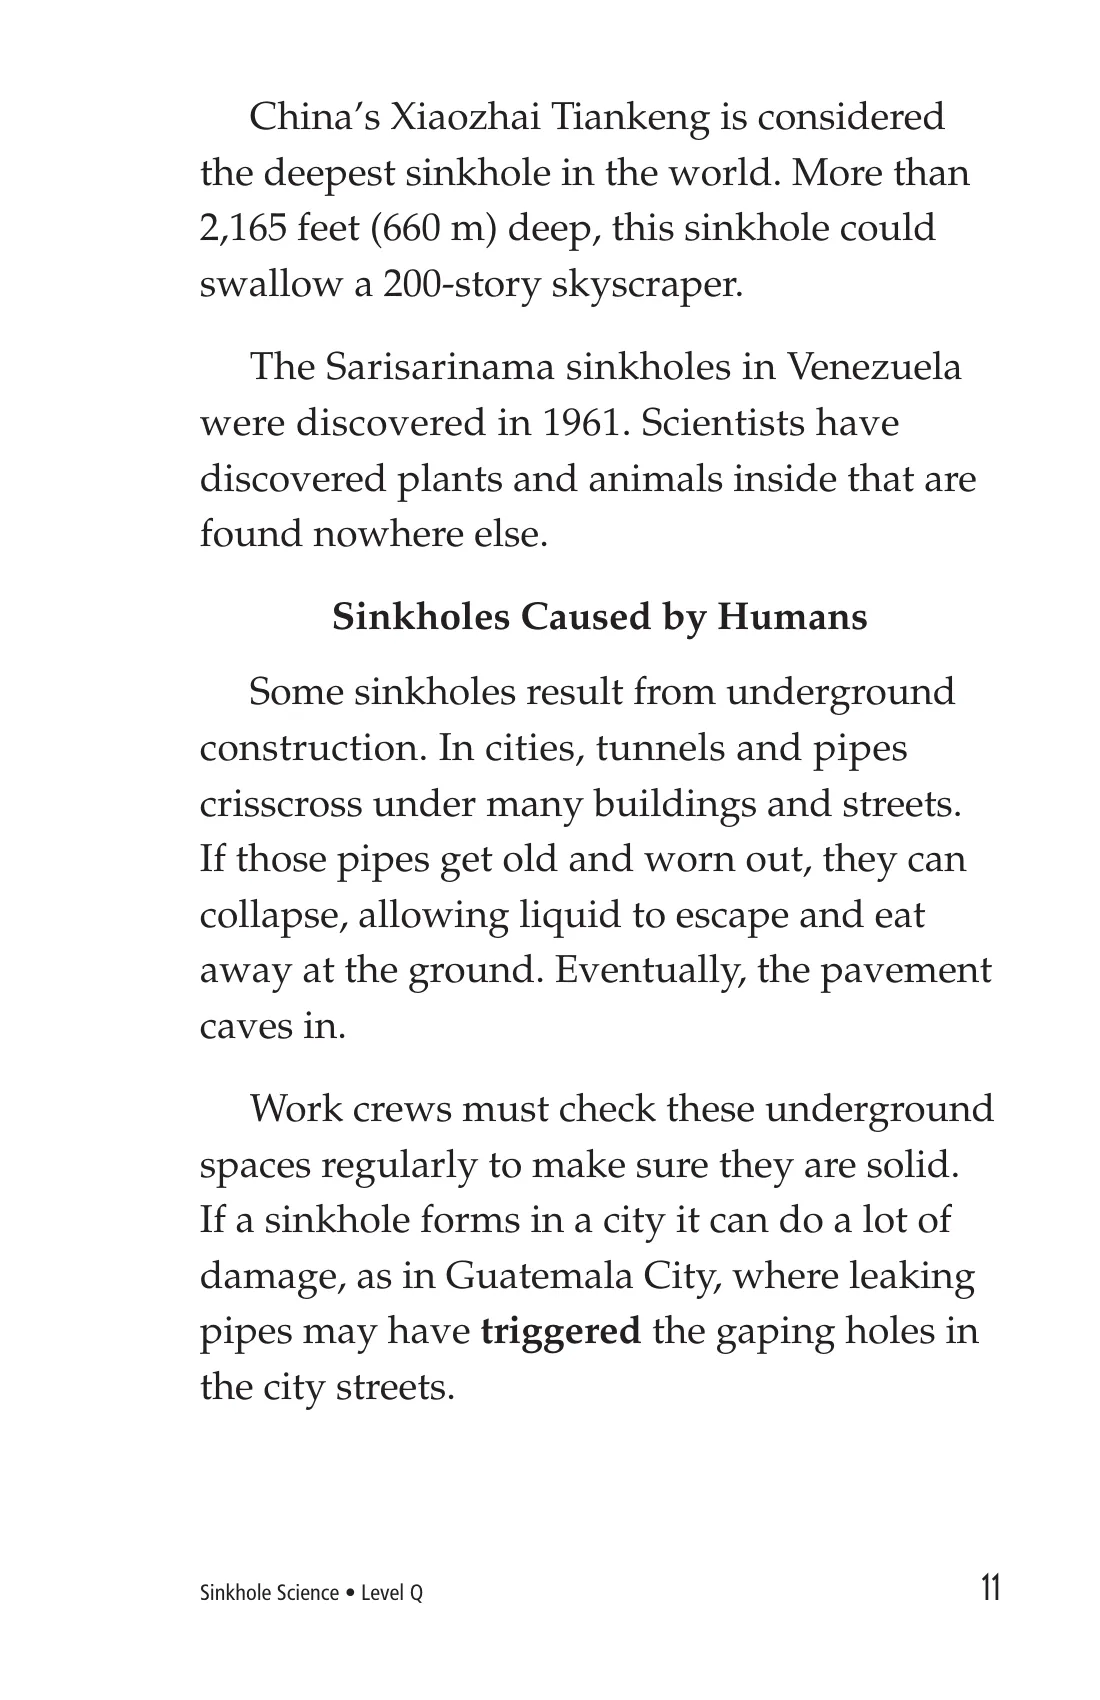 China’s Xiaozhai Tiankeng is considered
the deepest sinkhole in the world. More than
2,165 feet (660 m) deep, this sinkhole could
swallow a 200-story skyscraper.
The Sarisarinama sinkholes in Venezuela
were discovered in 1961. Scientists have
discovered plants and animals inside that are
found nowhere else.
Sinkholes Caused by Humans
Some sinkholes result from underground
construction. In cities, tunnels and pipes
crisscross under many buildings and streets.
If those pipes get old and worn out, they can
collapse, allowing liquid to escape and eat
away at the ground. Eventually, the pavement
caves in.
Work crews must check these underground
spaces regularly to make sure they are solid.
If a sinkhole forms in a city it can do a lot of
damage, as in Guatemala City, where leaking
pipes may have triggered the gaping holes in
the city streets.
Sinkhole Science • Level Q
11